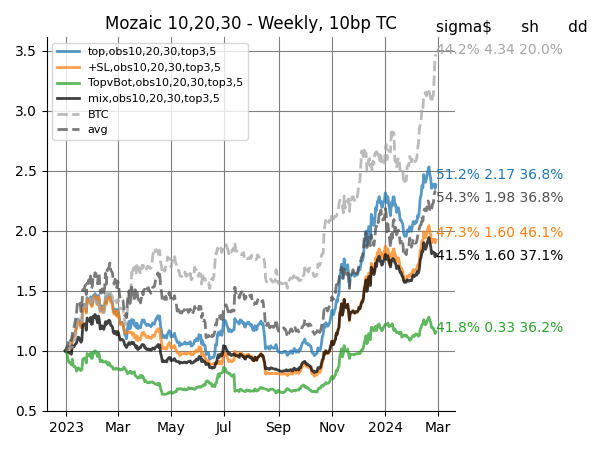 Mozaic 10,20,30 - Weekly, 10bp TC
sigma$ sh dd
top,obs10,20,30,top3,5
+SL,obs10,20,30,top3,5
TopvBot,obs10,20,30,top3,5
mix,obs10,20,30,top3,5
BTC
avg
44.2% 4.34 20.0%
51.2% 2.17 36.8%
54.3% 1.98 36.8%
47.3% 1.60 46.1%
41.5% 1.60 37.1%
41.8% 0.33 36.2%
3.5
3.0
2.5
2.0
1.5
1.0
0.5
2023 Mar May Jul Sep Nov 2024 Mar